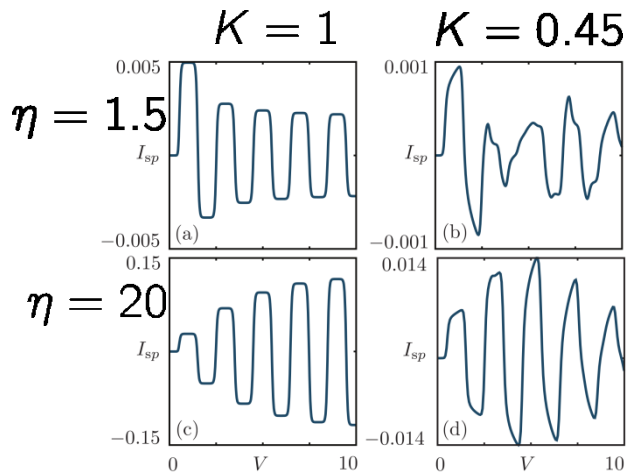 K = 1 K = 0.45
0.005 0.001
η = 1.5
I_sp I_sp
(a) (b)
−0.005 −0.001
0.15 0.014
η = 20
I_sp I_sp
(c) (d)
−0.15 −0.014
0 V 10 0 V 10